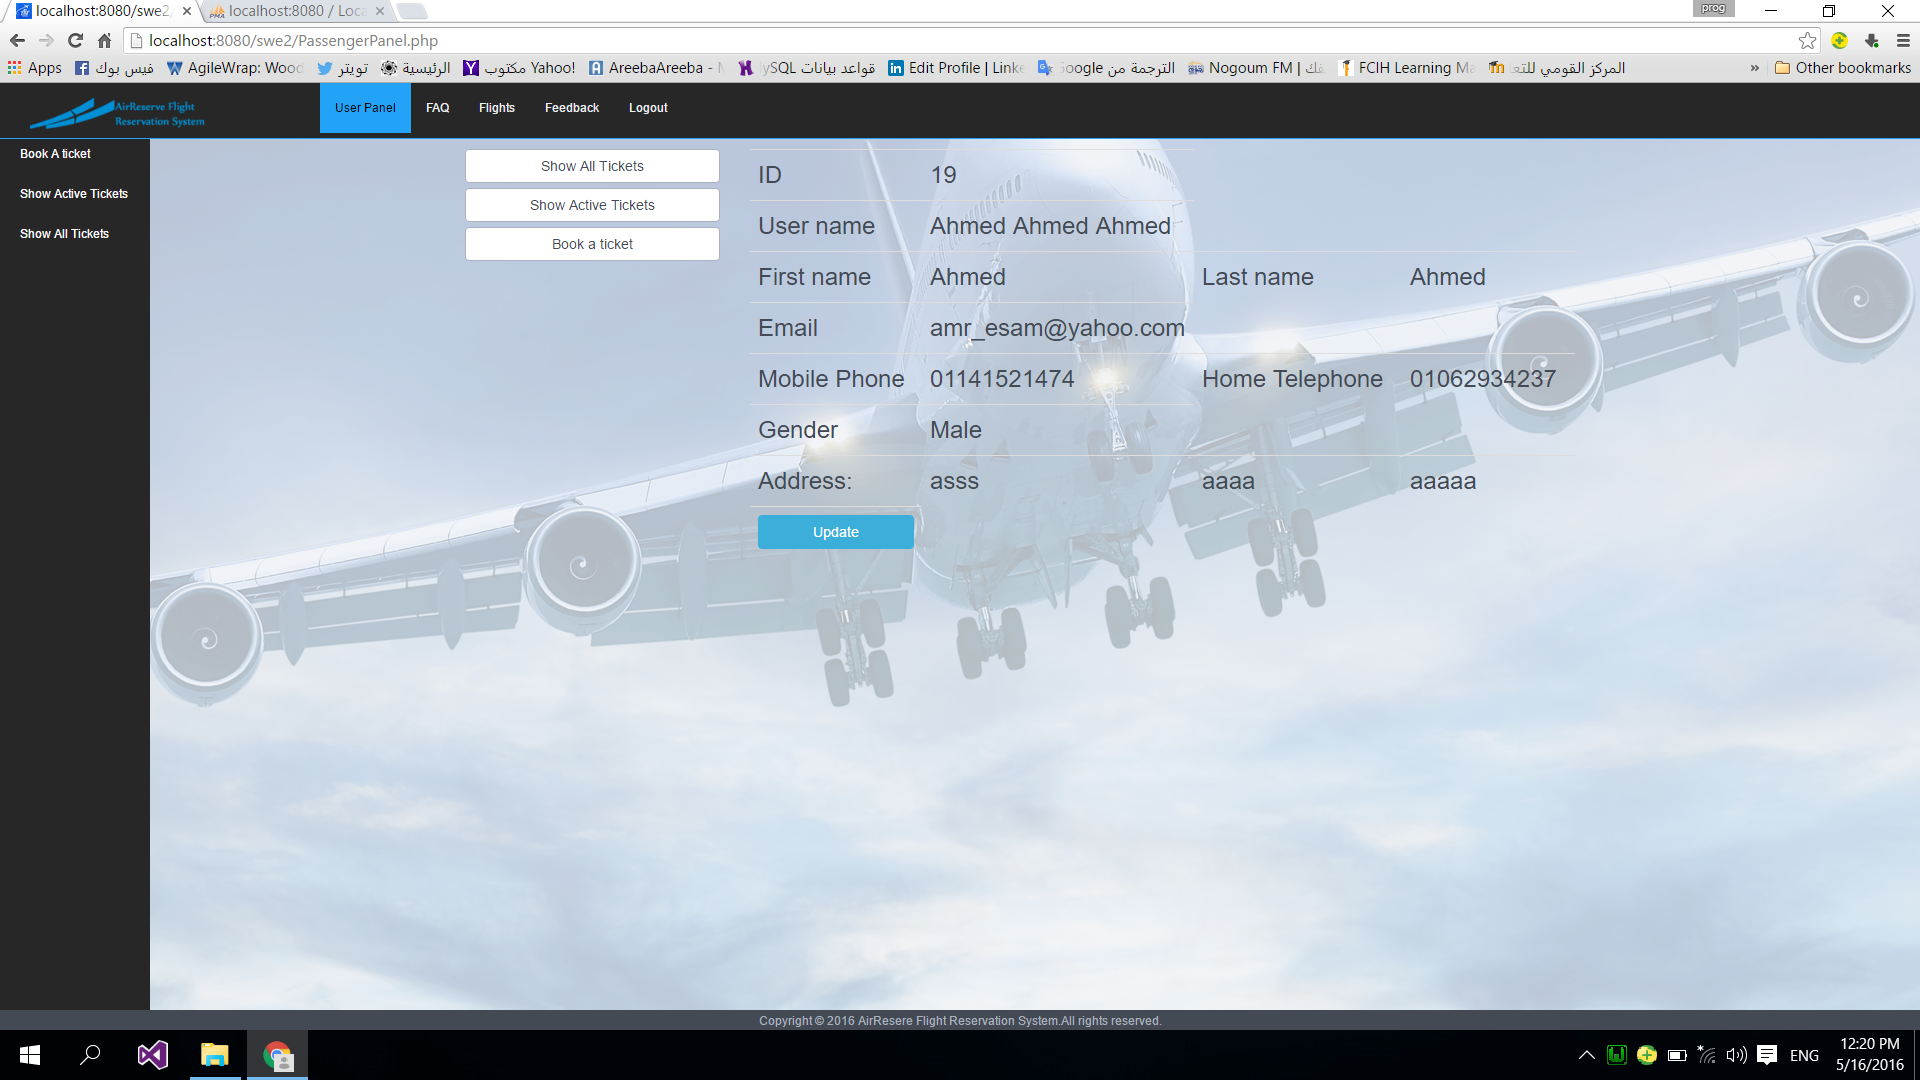 localhost:8080/swe2
localhost:8080 / Loca
prog
localhost:8080/swe2/PassengerPanel.php
Apps
فيس بوك
AgileWrap: Wood
تويتر
الرئيسية
مكتوب Yahoo!
AreebaAreeba -
قواعد بيانات
Edit Profile | Linke
الترجمة من Google
Nogoum FM |
FCIH Learning Ma
المركز القومي للتع
»
Other bookmarks
AirReserve Flight
Reservation System
User Panel FAQ Flights Feedback Logout
Book A ticket
Show Active Tickets
Show All Tickets
Show All Tickets
Show Active Tickets
Book a ticket
ID 19
User name Ahmed Ahmed Ahmed
First name Ahmed Last name Ahmed
Email amr_esam@yahoo.com
Mobile Phone 01141521474 Home Telephone 01062934237
Gender Male
Address: asss aaaa aaaaa
Update
Copyright © 2016 AirResere Flight Reservation System.All rights reserved.
ENG
12:20 PM
5/16/2016